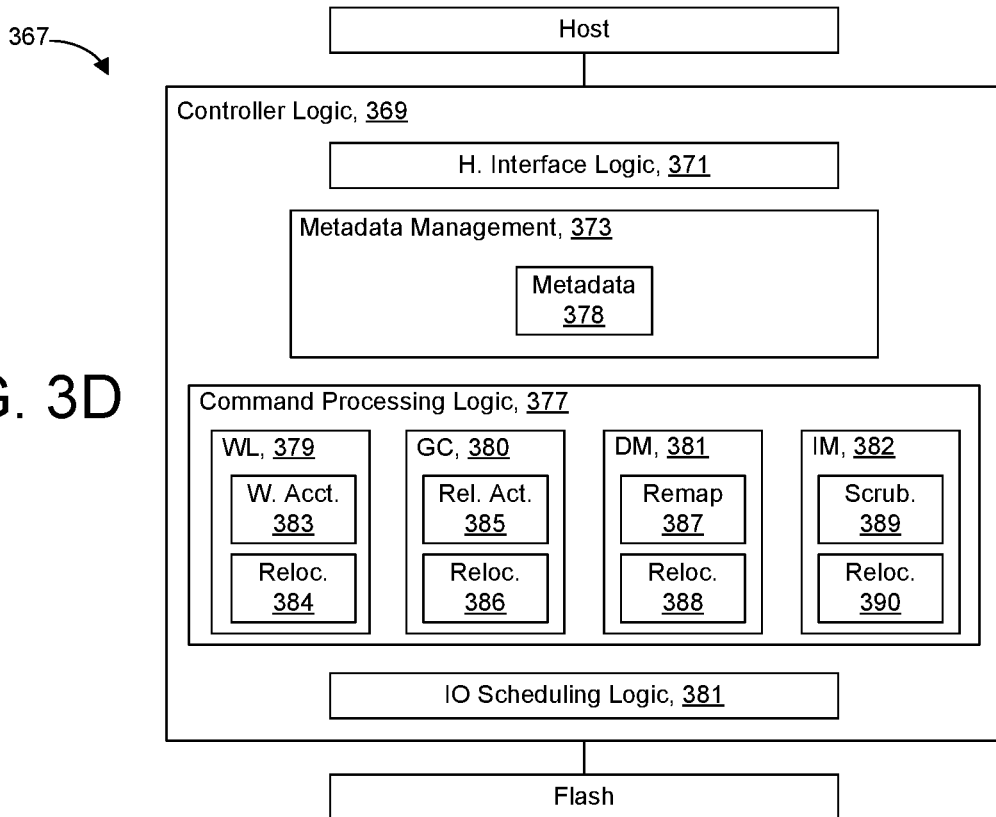 Host
367
Controller Logic, 369
H. Interface Logic, 371
Metadata Management, 373
Metadata
378
G. 3D
Command Processing Logic, 377
WL, 379
W. Acct.
383
Reloc.
384
GC, 380
Rel. Act.
385
Reloc.
386
DM, 381
Remap
387
Reloc.
388
IM, 382
Scrub.
389
Reloc.
390
IO Scheduling Logic, 381
Flash